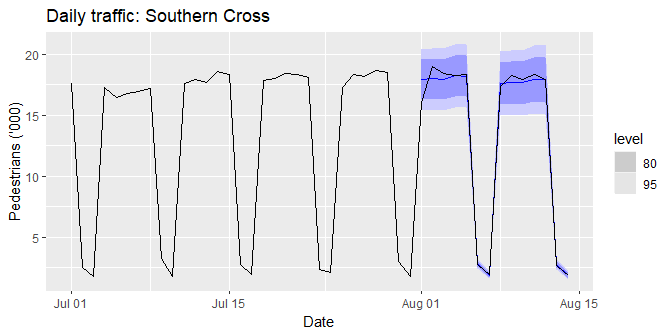 Daily traffic: Southern Cross
Pedestrians ('000)
20
15
10
5
Jul 01
Jul 15
Aug 01
Aug 15
Date
level
80
95